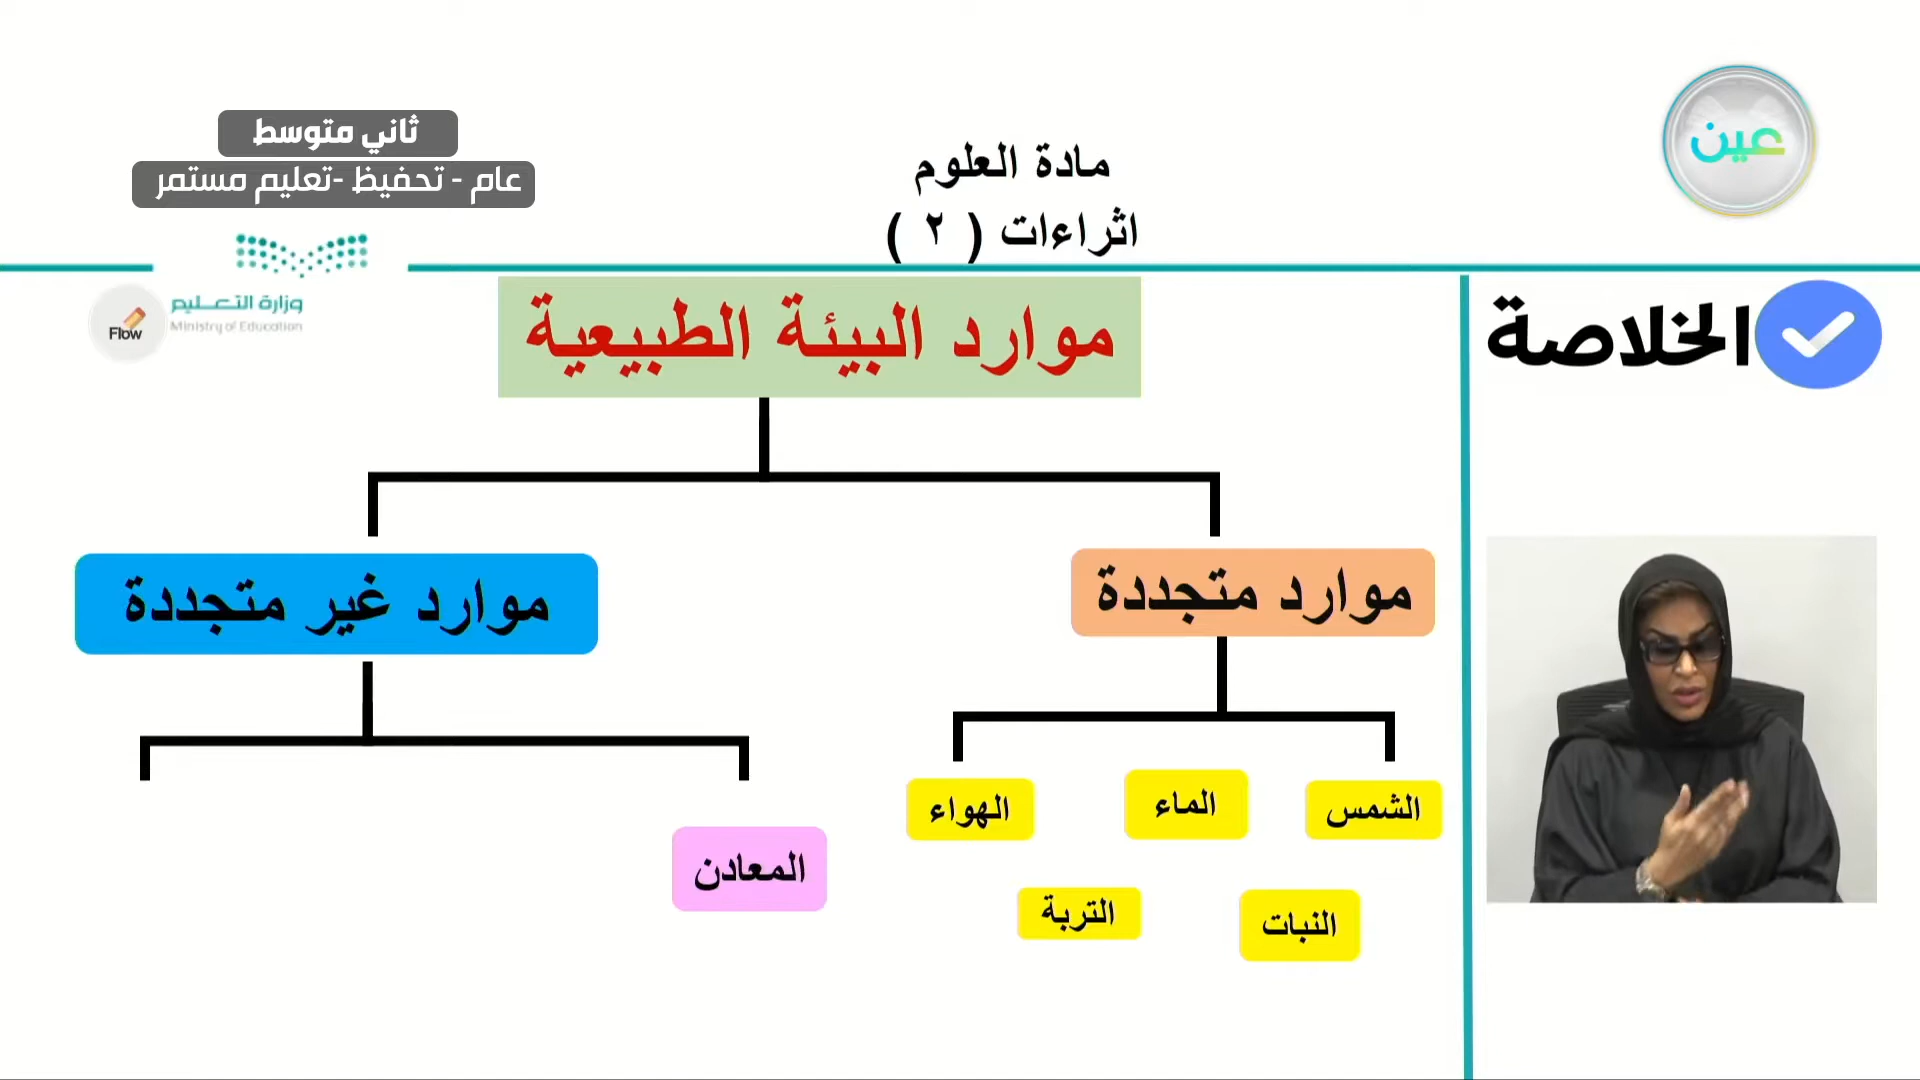 عين
ثاني متوسط
عام - تحفيظ -تعليم مستمر
مادة العلوم
اثراءات ( ٢ )
وزارة التعـــليم
Ministry of Education
Flow
الخلاصة
موارد البيئة الطبيعية
موارد متجددة
موارد غير متجددة
الشمس
الماء
الهواء
النبات
التربة
المعادن